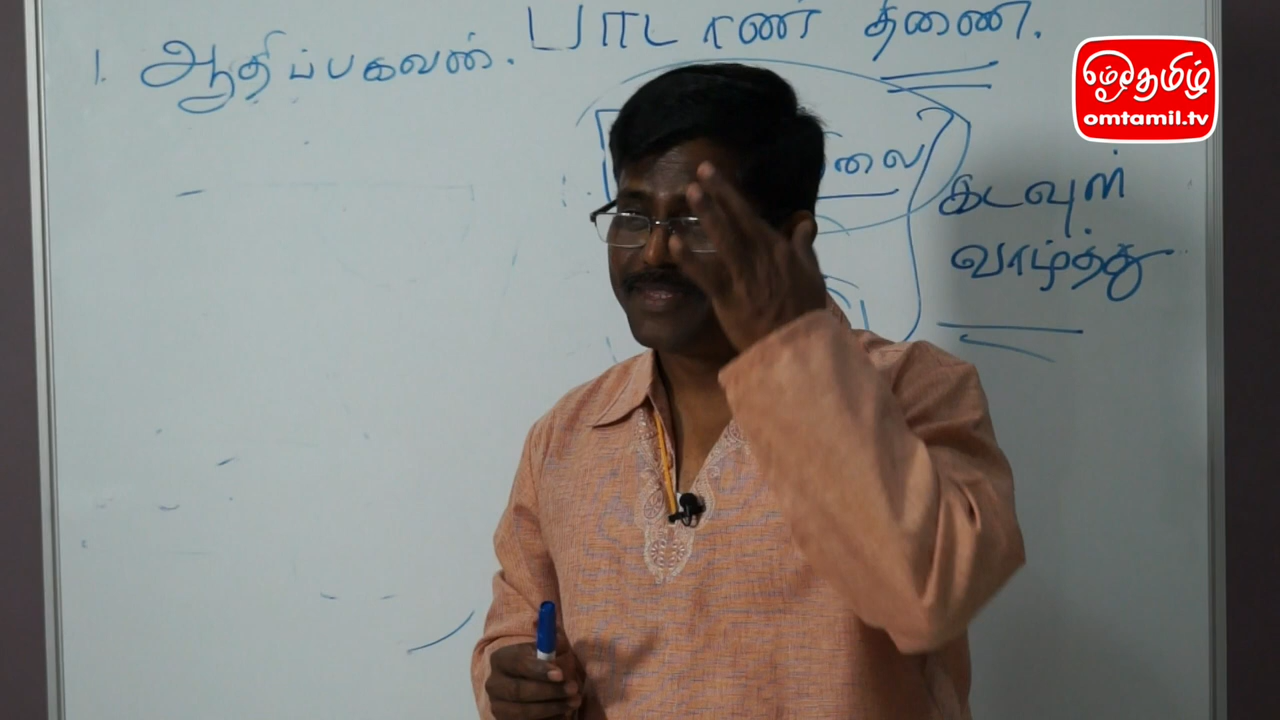 பாடாண் திணை.
1. ஆதிப்பகவன்.
லை
கடவுள்
வாழ்த்து
ஓம்தமிழ்
omtamil.tv